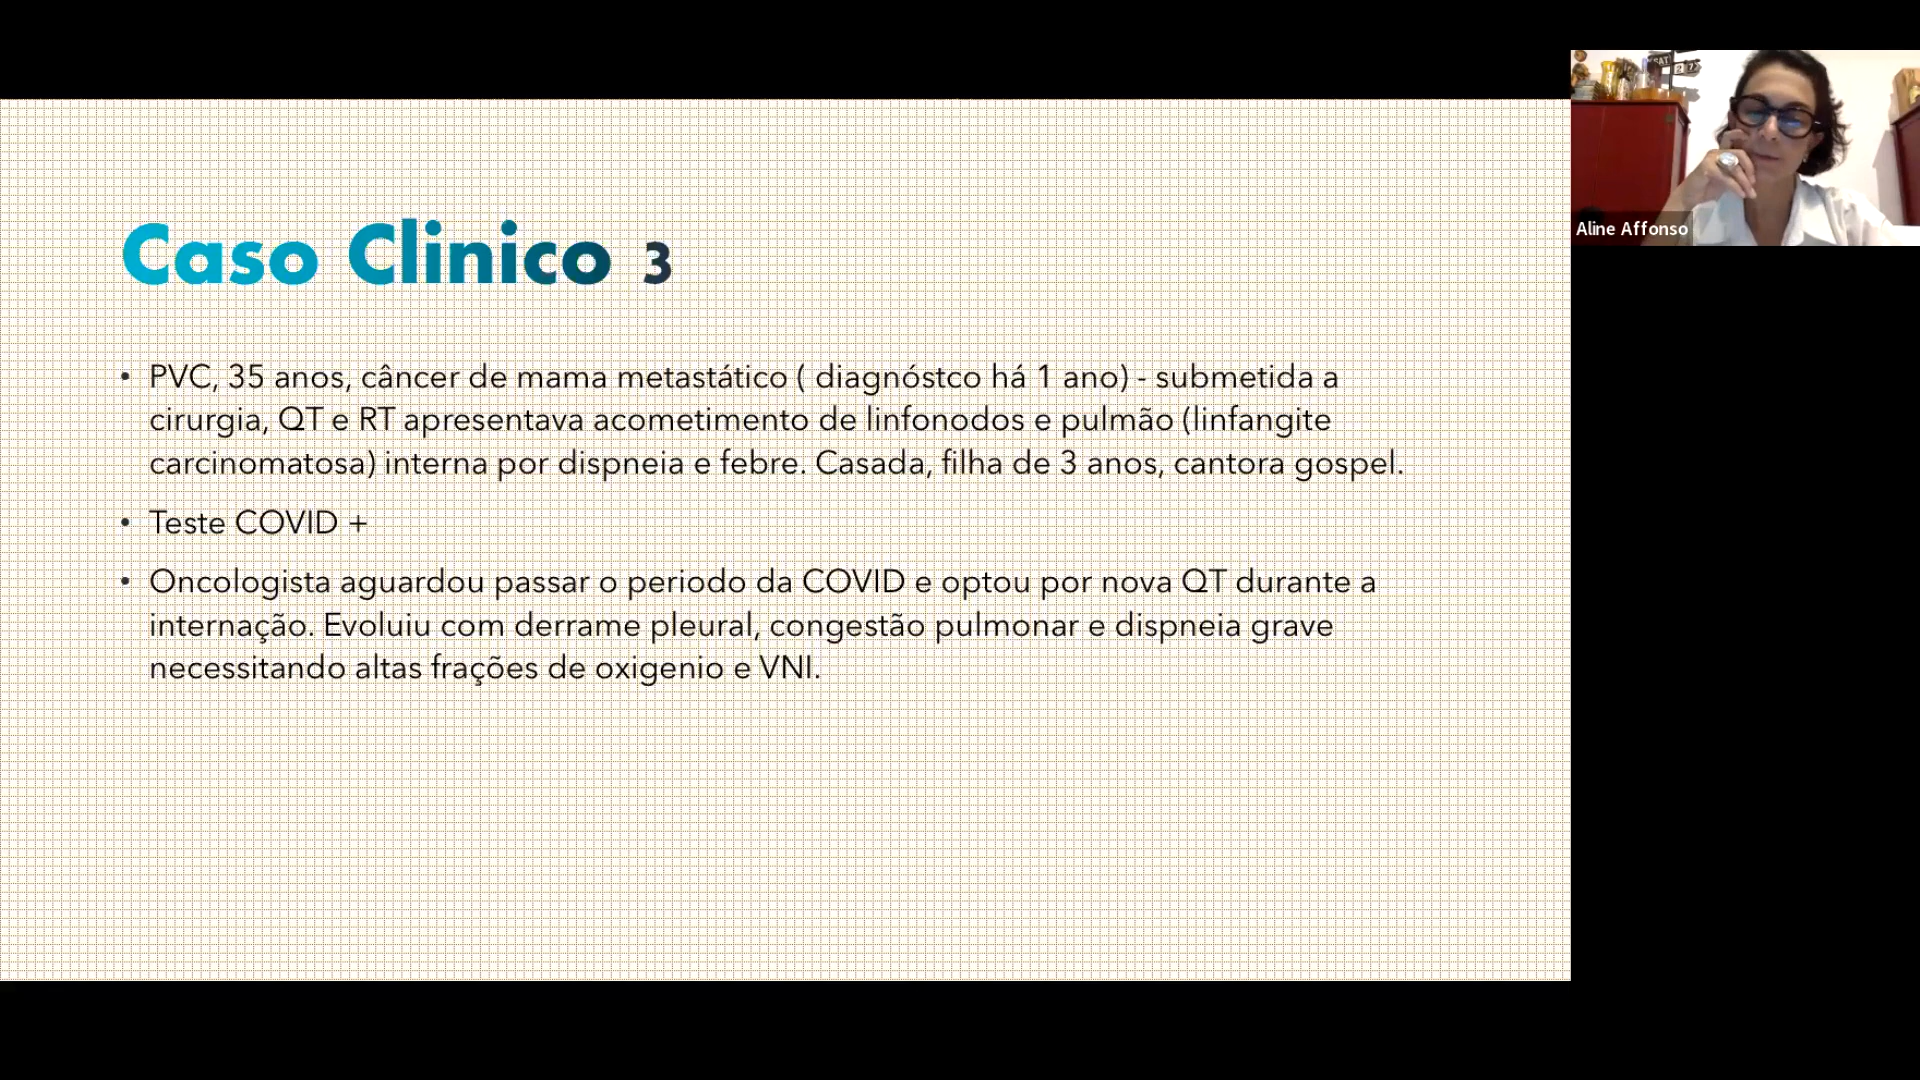 Caso Clinico 3
• PVC, 35 anos, câncer de mama metastático ( diagnóstco há 1 ano) - submetida a
cirurgia, QT e RT apresentava acometimento de linfonodos e pulmão (linfangite
carcinomatosa) interna por dispneia e febre. Casada, filha de 3 anos, cantora gospel.
• Teste COVID +
• Oncologista aguardou passar o periodo da COVID e optou por nova QT durante a
internação. Evoluiu com derrame pleural, congestão pulmonar e dispneia grave
necessitando altas frações de oxigenio e VNI.
SAT
27
Aline Affonso